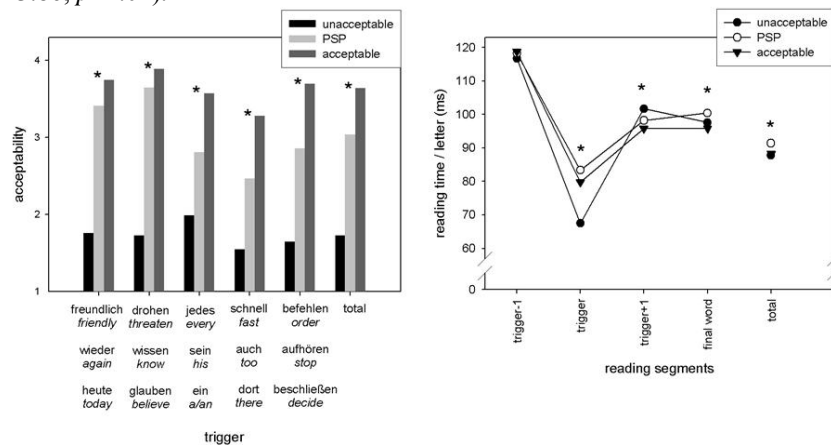 unacceptable
PSP
acceptable
4
3
2
1
acceptability
* * * * * *
freundlich drohen jedes schnell befehlen total
friendly threaten every fast order
wieder wissen sein auch aufhören
again know his too stop
heute glauben ein dort beschließen
today believe a/an there decide
trigger
unacceptable
PSP
acceptable
120
110
100
90
80
70
60
0
reading time / letter (ms)
* * * *
trigger-1
trigger
trigger+1
final word
total
reading segments